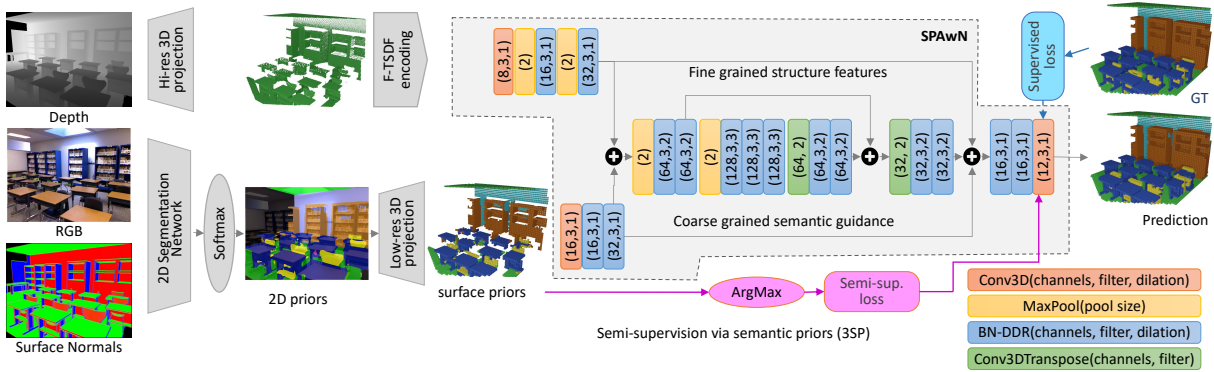 Depth
RGB
Surface Normals
Hi-res 3D
projection
2D Segmentation
Network
Softmax
2D priors
F-TSDF
encoding
Low-res 3D
projection
surface priors
SPAwN
(8,3,1)
(2)
(16,3,1)
(2)
(32,3,1)
Fine grained structure features
(2)
(64,3,2)
(64,3,2)
(2)
(128,3,3)
(128,3,3)
(128,3,3)
(64, 2)
(64,3,2)
(64,3,2)
(32, 2)
(32,3,2)
(32,3,2)
(16,3,1)
(16,3,1)
(12,3,1)
(16,3,1)
(16,3,1)
(32,3,1)
Coarse grained semantic guidance
Supervised
loss
GT
Prediction
ArgMax
Semi-sup.
loss
Semi-supervision via semantic priors (3SP)
Conv3D(channels, filter, dilation)
MaxPool(pool size)
BN-DDR(channels, filter, dilation)
Conv3DTranspose(channels, filter)